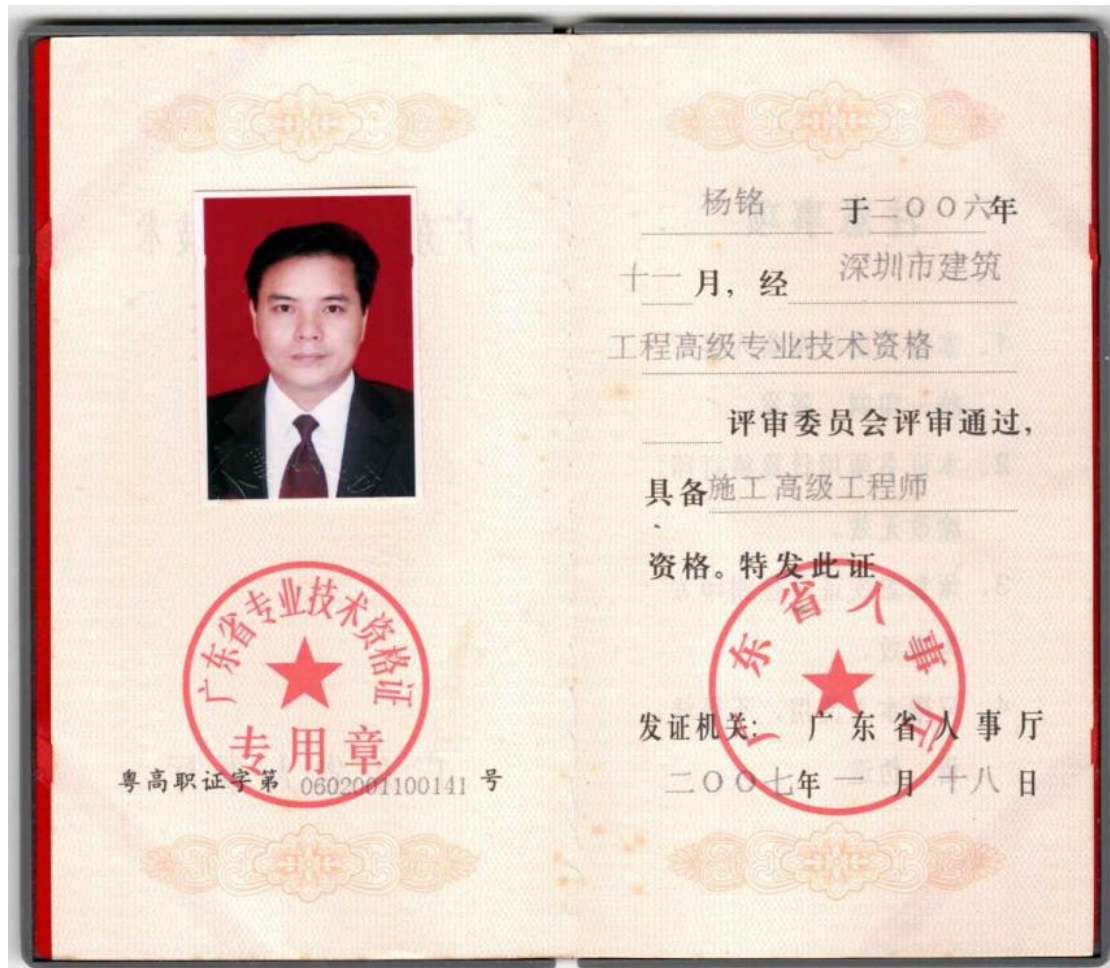 广东省专业技术资格证
专用章
粤高职证字第 0602001100141 号
杨铭 于二〇〇六年
十一月，经 深圳市建筑
工程高级专业技术资格
评审委员会评审通过，
具备施工高级工程师
资格。特发此证
广东省人事厅
发证机关： 广东省人事厅
二〇〇七年一月十八日